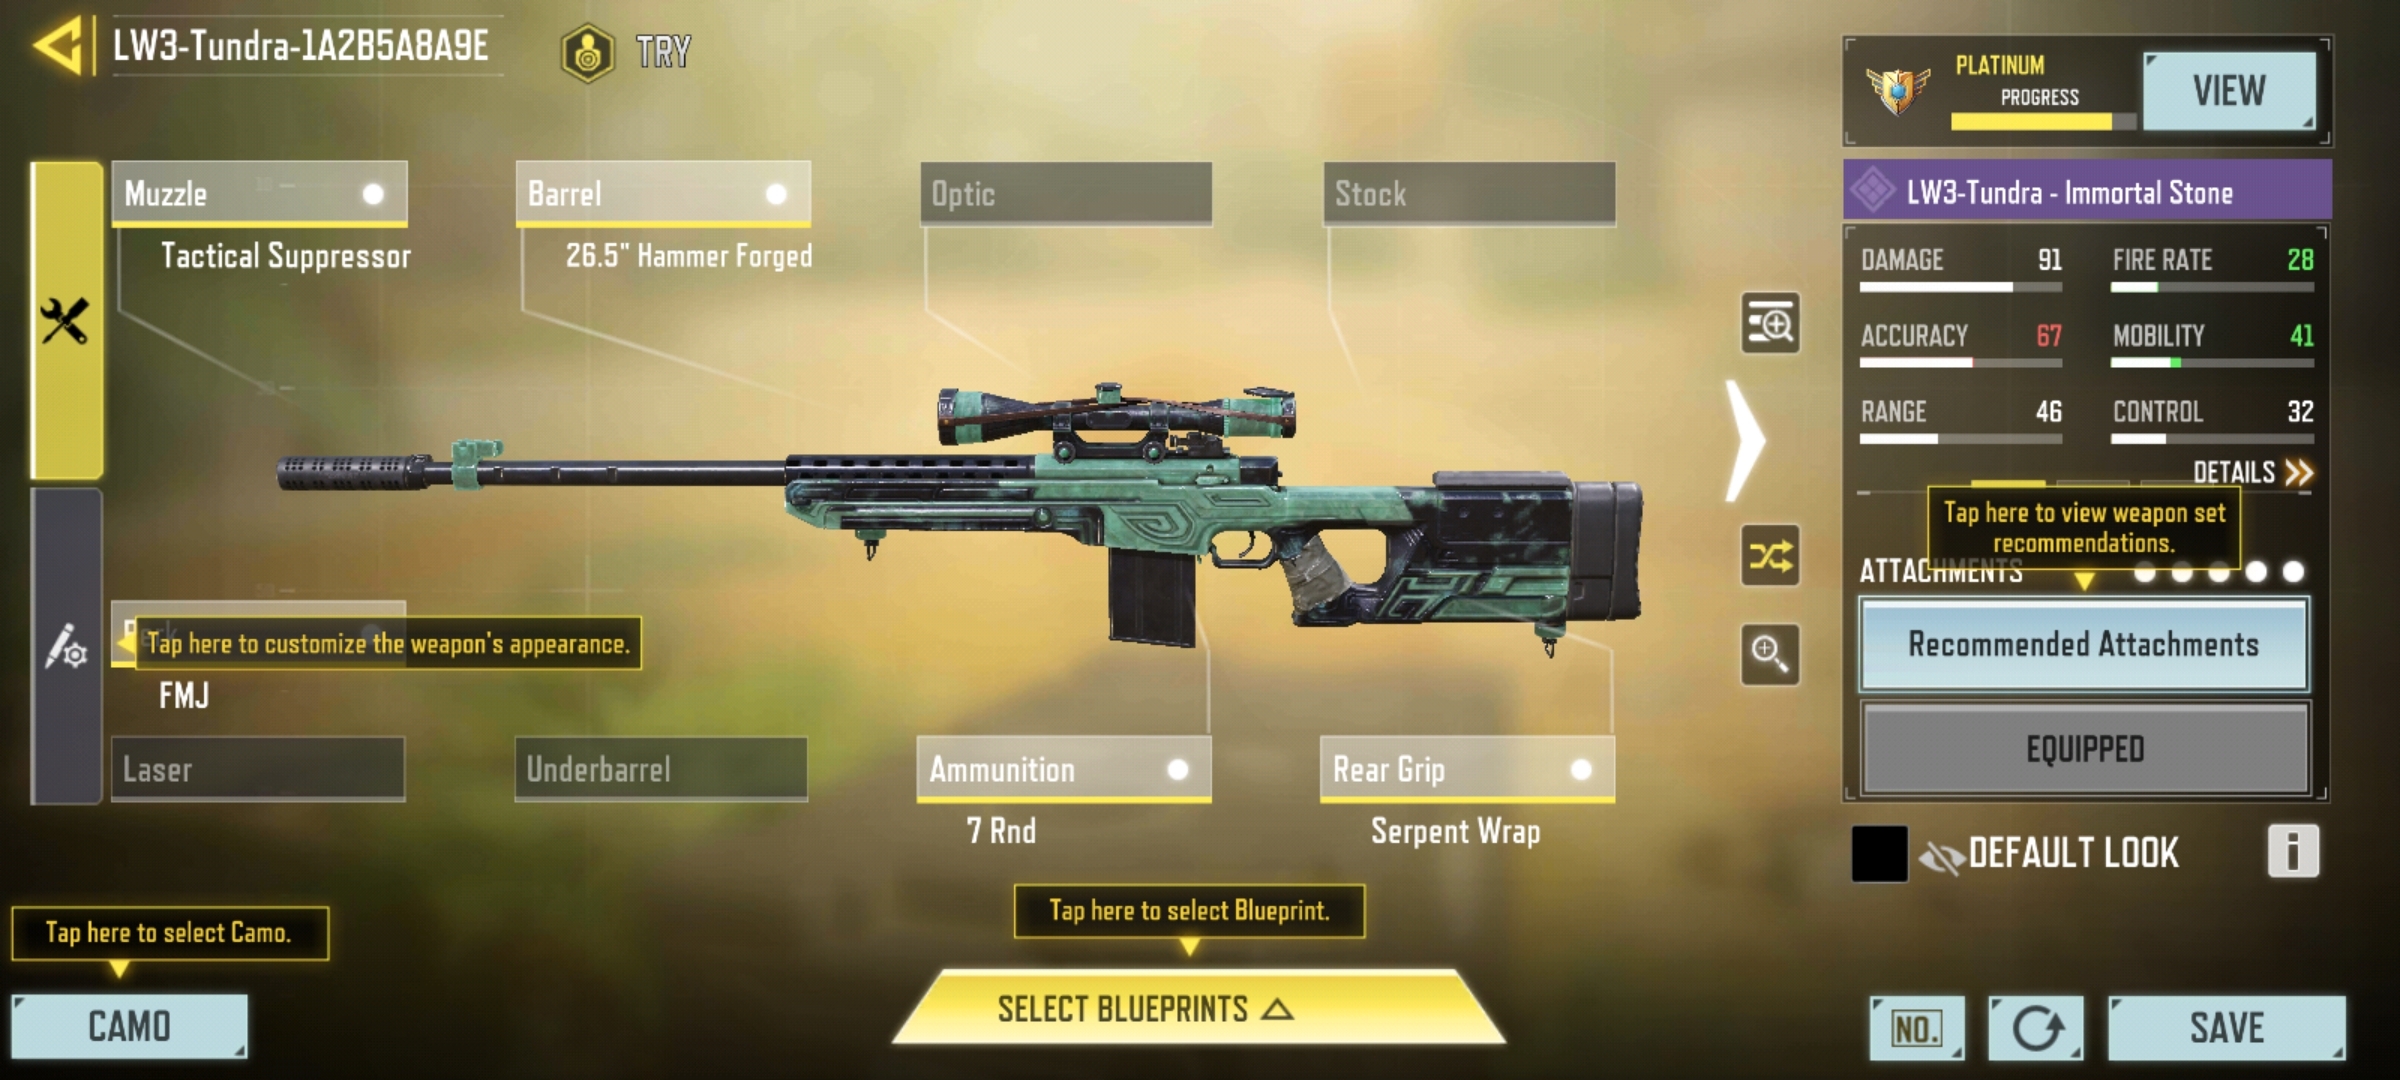 LW3-Tundra-1A2B5A8A9E
TRY
PLATINUM
PROGRESS
VIEW
Muzzle
Tactical Suppressor
Barrel
26.5" Hammer Forged
Optic
Stock
LW3-Tundra - Immortal Stone
DAMAGE 91
FIRE RATE 28
ACCURACY 67
MOBILITY 41
RANGE 46
CONTROL 32
DETAILS
Tap here to view weapon set
recommendations.
ATTACHMENTS
Recommended Attachments
EQUIPPED
Tap here to customize the weapon's appearance.
FMJ
Laser
Underbarrel
Ammunition
7 Rnd
Rear Grip
Serpent Wrap
DEFAULT LOOK
Tap here to select Camo.
CAMO
Tap here to select Blueprint.
SELECT BLUEPRINTS
NO.
SAVE